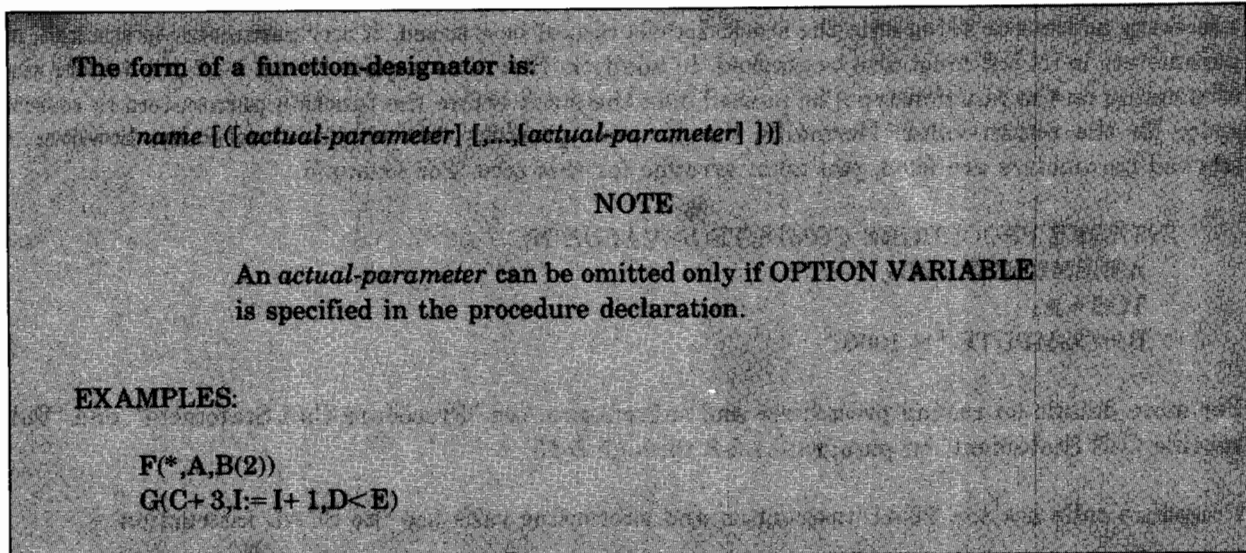 The form of a function-designator is:
name [([actual-parameter] [,...,[actual-parameter] ])]
NOTE
An actual-parameter can be omitted only if OPTION VARIABLE
is specified in the procedure declaration.
EXAMPLES:
F(*,A,B(2))
G(C+ 3,I:= I+ 1,D<E)